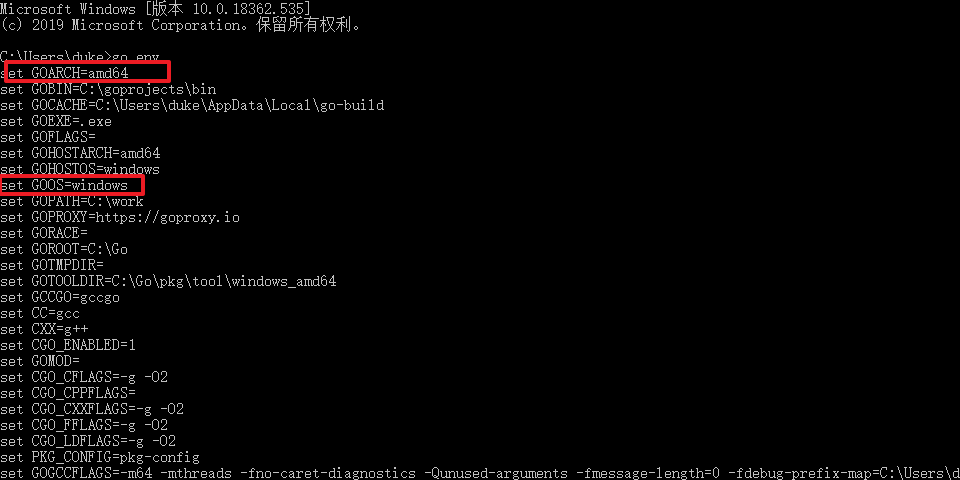 Microsoft Windows [版本 10.0.18362.535]
(c) 2019 Microsoft Corporation。保留所有权利。
C:\Users\duke>go env
set GOARCH=amd64
set GOBIN=C:\goprojects\bin
set GOCACHE=C:\Users\duke\AppData\Local\go-build
set GOEXE=.exe
set GOFLAGS=
set GOHOSTARCH=amd64
set GOHOSTOS=windows
set GOOS=windows
set GOPATH=C:\work
set GOPROXY=https://goproxy.io
set GORACE=
set GOROOT=C:\Go
set GOTMPDIR=
set GOTOOLDIR=C:\Go\pkg\tool\windows_amd64
set GCCGO=gccgo
set CC=gcc
set CXX=g++
set CGO_ENABLED=1
set GOMOD=
set CGO_CFLAGS=-g -O2
set CGO_CPPFLAGS=
set CGO_CXXFLAGS=-g -O2
set CGO_FFLAGS=-g -O2
set CGO_LDFLAGS=-g -O2
set PKG_CONFIG=pkg-config
set GOGCCFLAGS=-m64 -mthreads -fno-caret-diagnostics -Qunused-arguments -fmessage-length=0 -fdebug-prefix-map=C:\Users\d